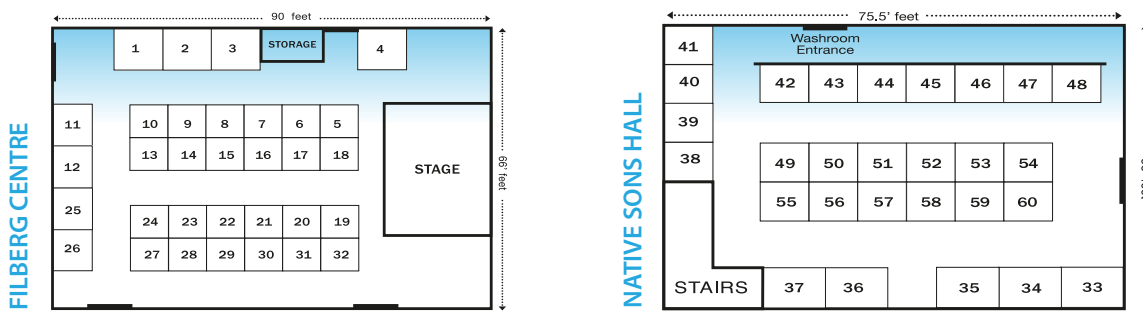 90 feet
FILBERG CENTRE
1 2 3 STORAGE 4
11 10 9 8 7 6 5
12 13 14 15 16 17 18
STAGE
66' feet
25 24 23 22 21 20 19
26 27 28 29 30 31 32
75.5' feet
NATIVE SONS HALL
Washroom
Entrance
41
40 42 43 44 45 46 47 48
39
38 49 50 51 52 53 54
55 56 57 58 59 60
STAIRS 37 36 35 34 33